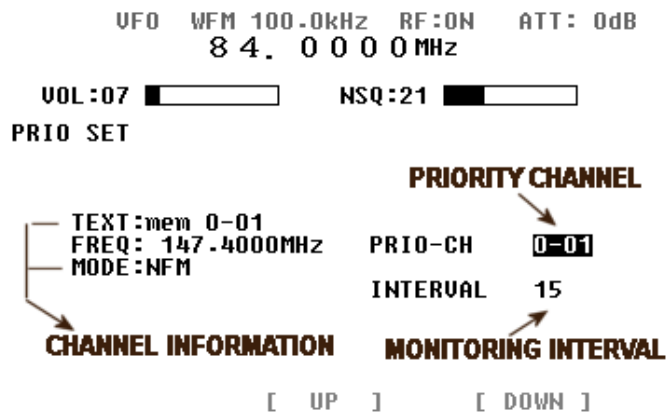 VFO WFM 100.0kHz RF:ON ATT: 0dB
84.0000MHz
VOL:07 NSQ:21
PRIO SET
PRIORITY CHANNEL
TEXT:mem 0-01
FREQ: 147.4000MHz PRIO-CH 0-01
MODE:NFM
INTERVAL 15
CHANNEL INFORMATION MONITORING INTERVAL
[ UP ] [ DOWN ]